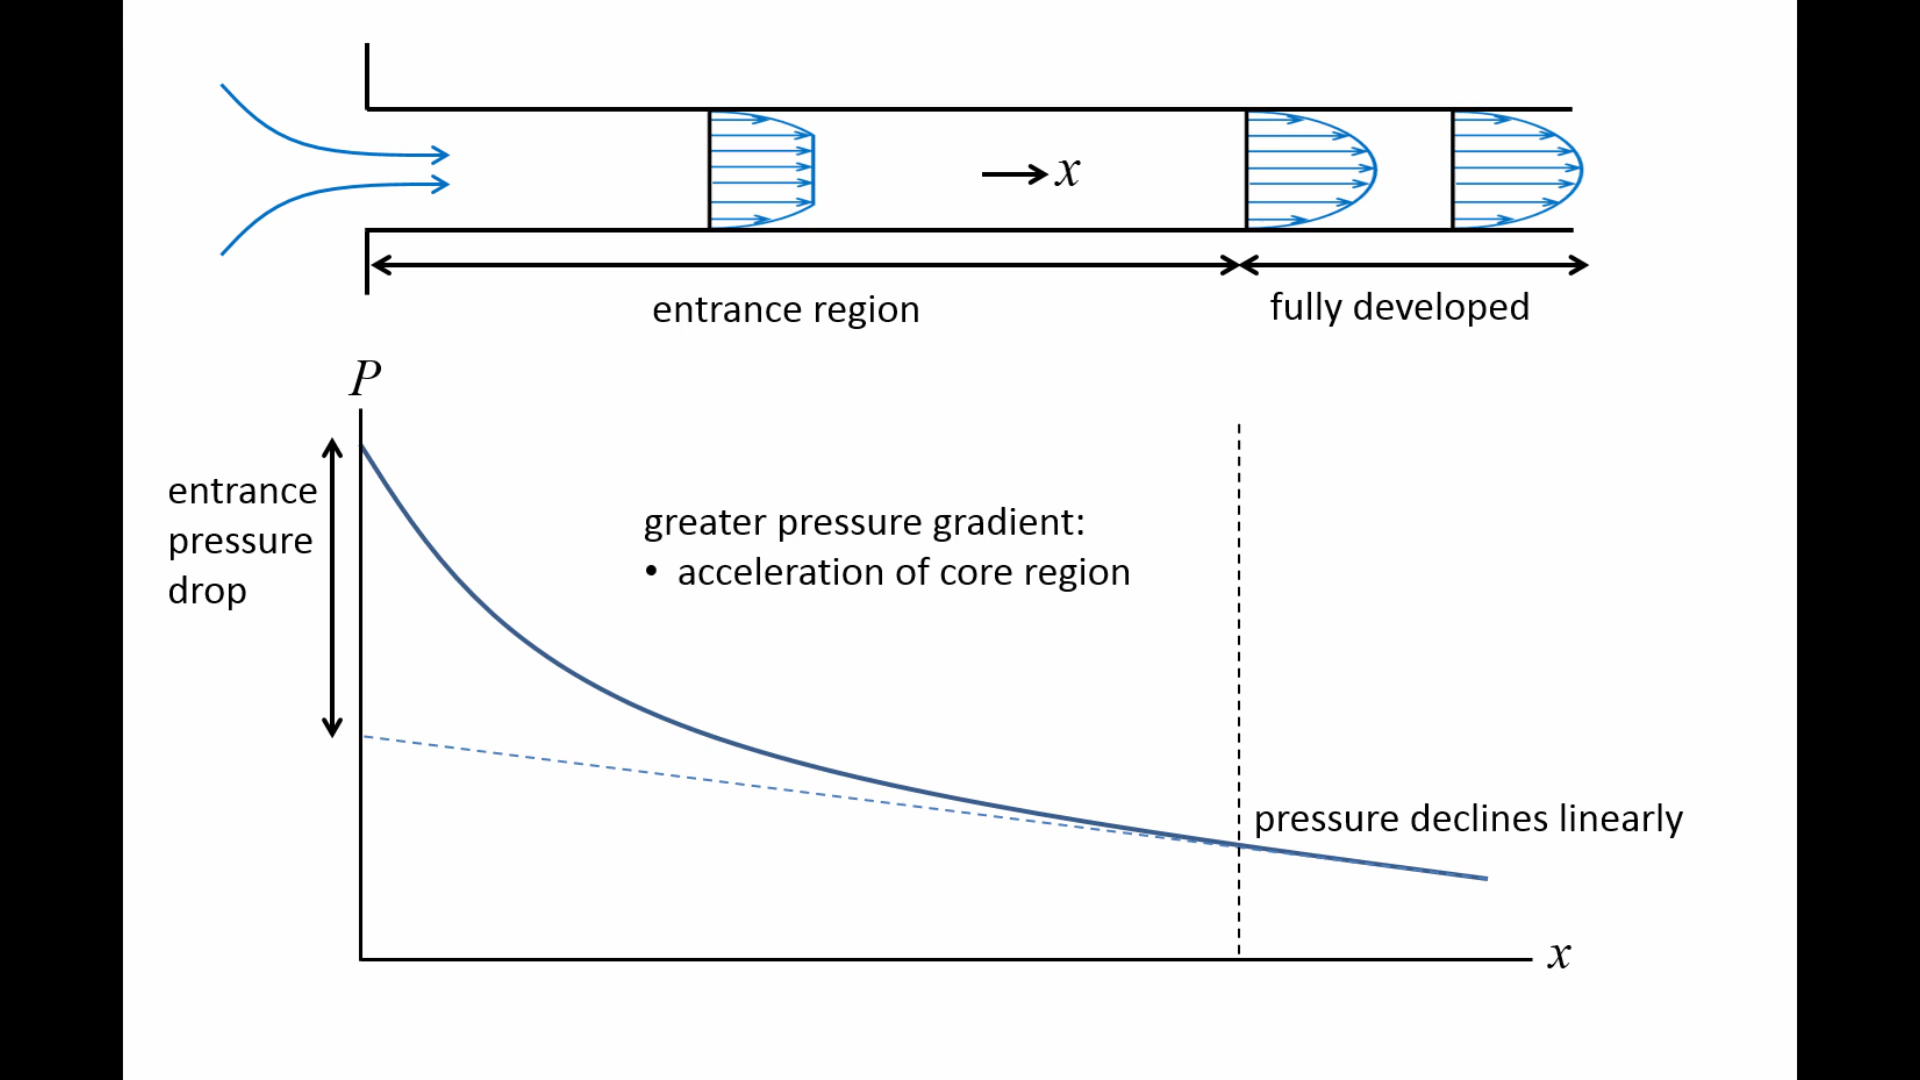 x
entrance region
fully developed
P
entrance
pressure
drop
greater pressure gradient:
• acceleration of core region
pressure declines linearly
x